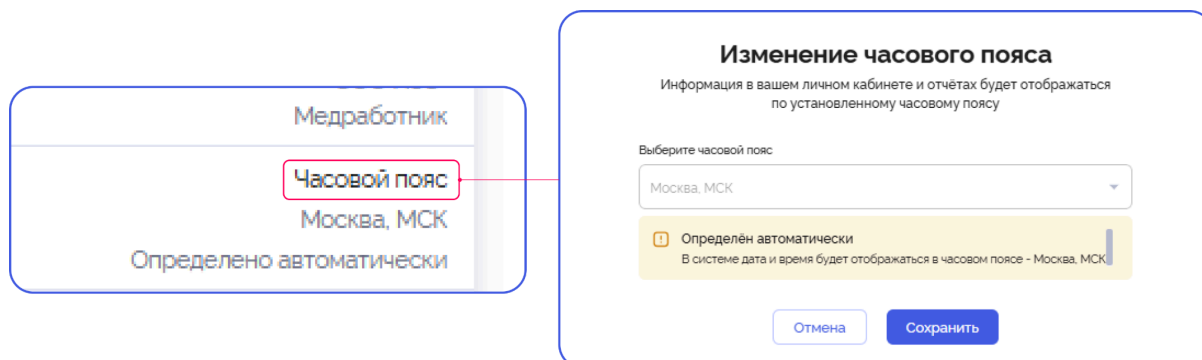 Медработник
Часовой пояс
Москва, МСК
Определено автоматически
Изменение часового пояса
Информация в вашем личном кабинете и отчётах будет отображаться
по установленному часовому поясу
Выберите часовой пояс
Москва, МСК
Определён автоматически
В системе дата и время будет отображаться в часовом поясе - Москва, МСК
Отмена
Сохранить